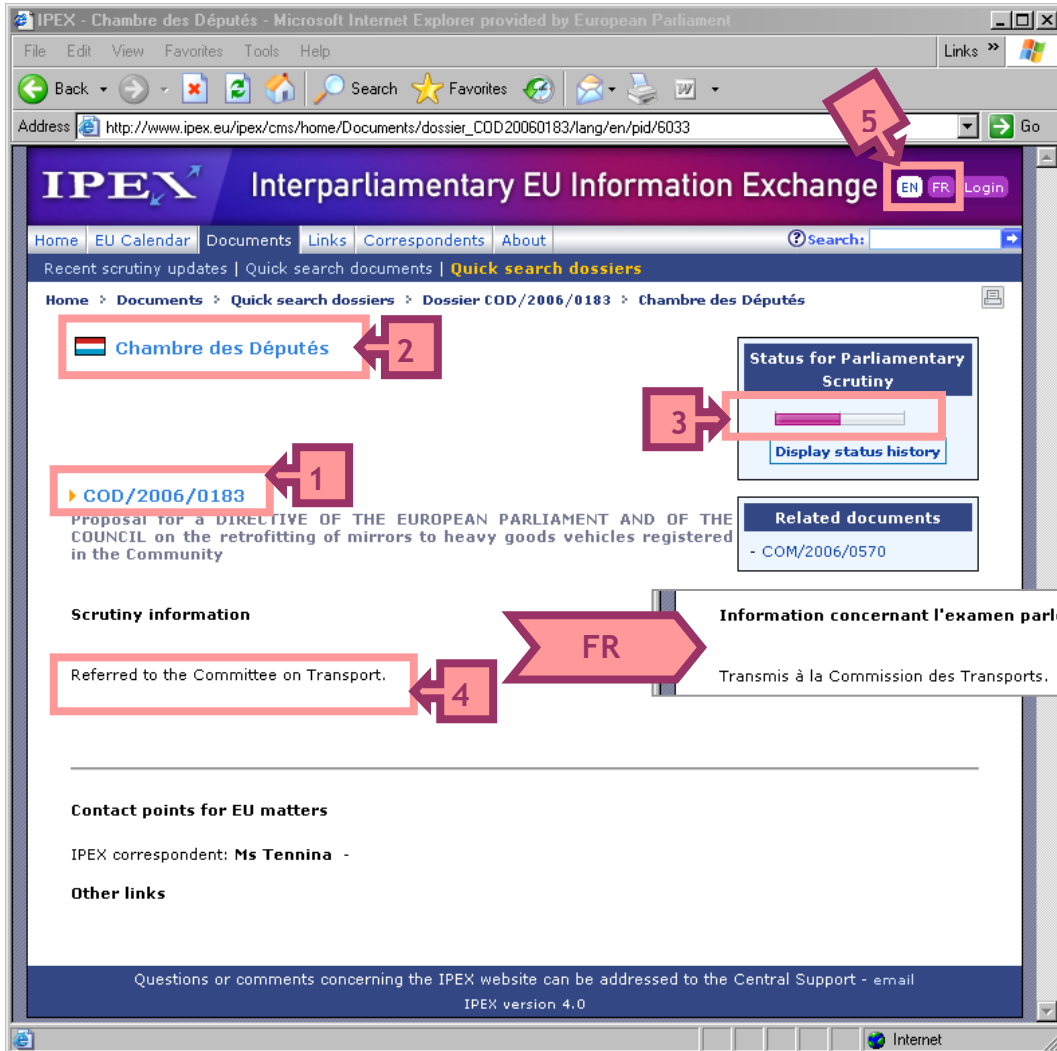 IPEX - Chambre des Députés - Microsoft Internet Explorer provided by European Parliament
File Edit View Favorites Tools Help Links »
Back Search Favorites
Address http://www.ipex.eu/ipex/cms/home/Documents/dossier_COD20060183/lang/en/pid/6033 Go
5
IPEX Interparliamentary EU Information Exchange EN FR Login
Home EU Calendar Documents Links Correspondents About ?Search:
Recent scrutiny updates | Quick search documents | Quick search dossiers
Home > Documents > Quick search dossiers > Dossier COD/2006/0183 > Chambre des Députés
Chambre des Députés
2
Status for Parliamentary
Scrutiny
3
Display status history
1
COD/2006/0183
Proposal for a DIRECTIVE OF THE EUROPEAN PARLIAMENT AND OF THE
COUNCIL on the retrofitting of mirrors to heavy goods vehicles registered
in the Community
Related documents
- COM/2006/0570
Scrutiny information
FR
Information concernant l'examen parl
Referred to the Committee on Transport.
4
Transmis à la Commission des Transports.
Contact points for EU matters
IPEX correspondent: Ms Tennina -
Other links
Questions or comments concerning the IPEX website can be addressed to the Central Support - email
IPEX version 4.0
Internet